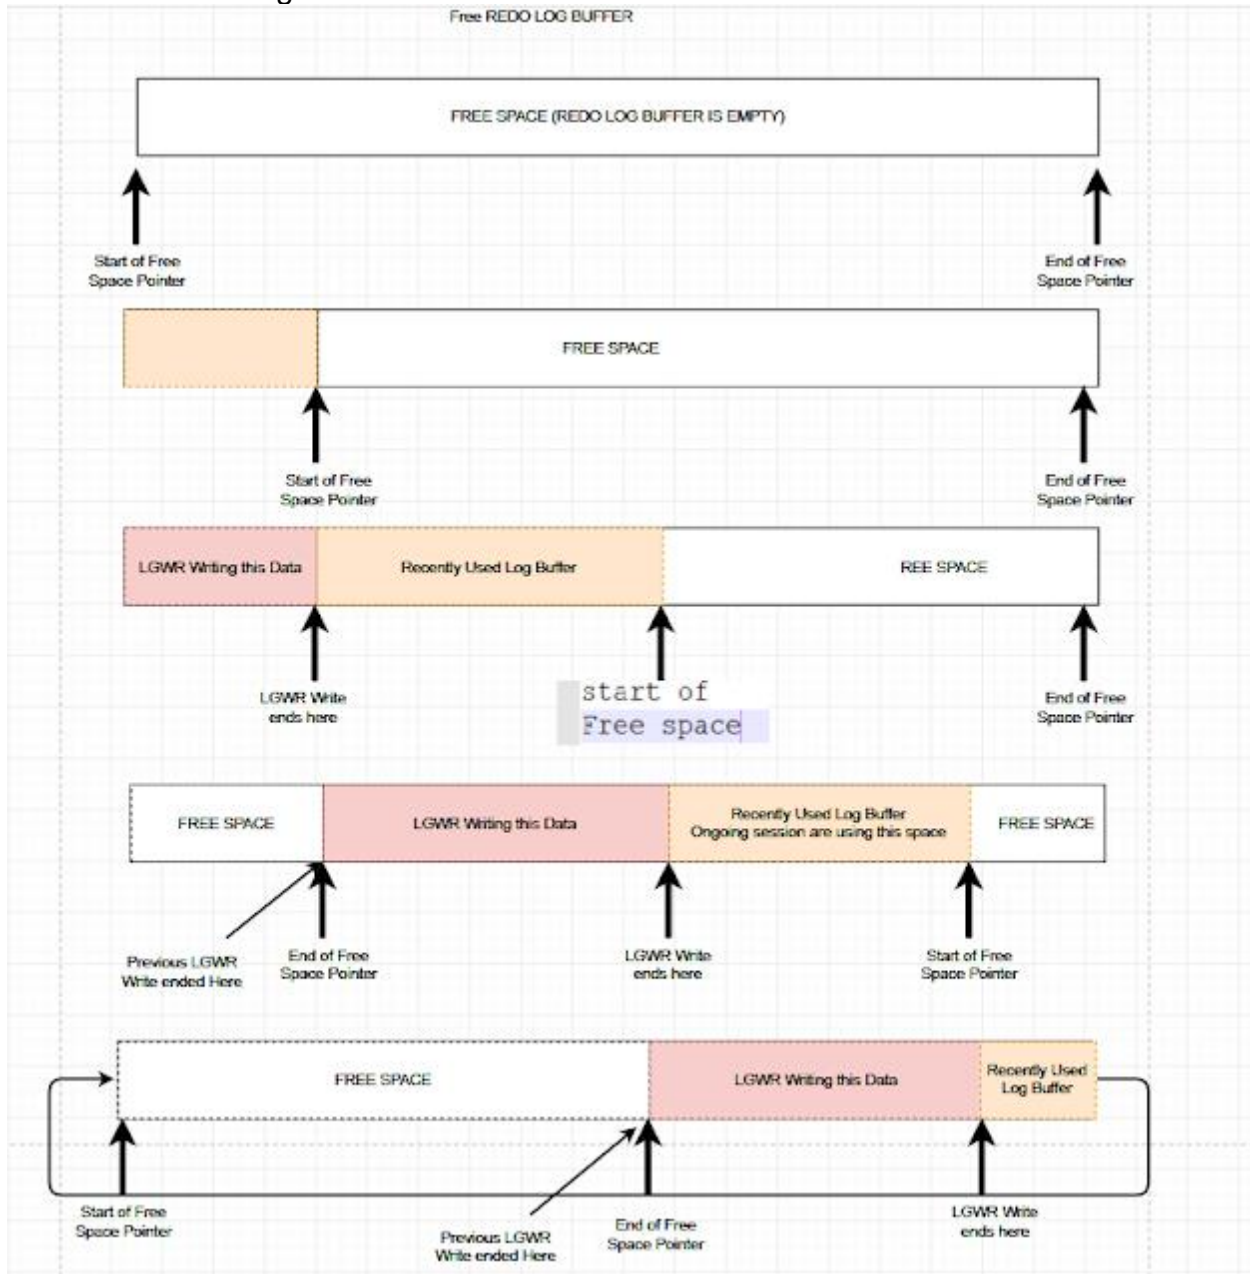 Free REDO LOG BUFFER
FREE SPACE (REDO LOG BUFFER IS EMPTY)
Start of Free
Space Pointer
End of Free
Space Pointer
FREE SPACE
Start of Free
Space Pointer
End of Free
Space Pointer
LGWR Writing this Data
Recently Used Log Buffer
REE SPACE
LGWR Write
ends here
start of
Free space
End of Free
Space Pointer
FREE SPACE
LGWR Writing this Data
Recently Used Log Buffer
Ongoing session are using this space
FREE SPACE
Previous LGWR
Write ended Here
End of Free
Space Pointer
LGWR Write
ends here
Start of Free
Space Pointer
FREE SPACE
LGWR Writing this Data
Recently Used
Log Buffer
Start of Free
Space Pointer
Previous LGWR
Write ended Here
End of Free
Space Pointer
LGWR Write
ends here